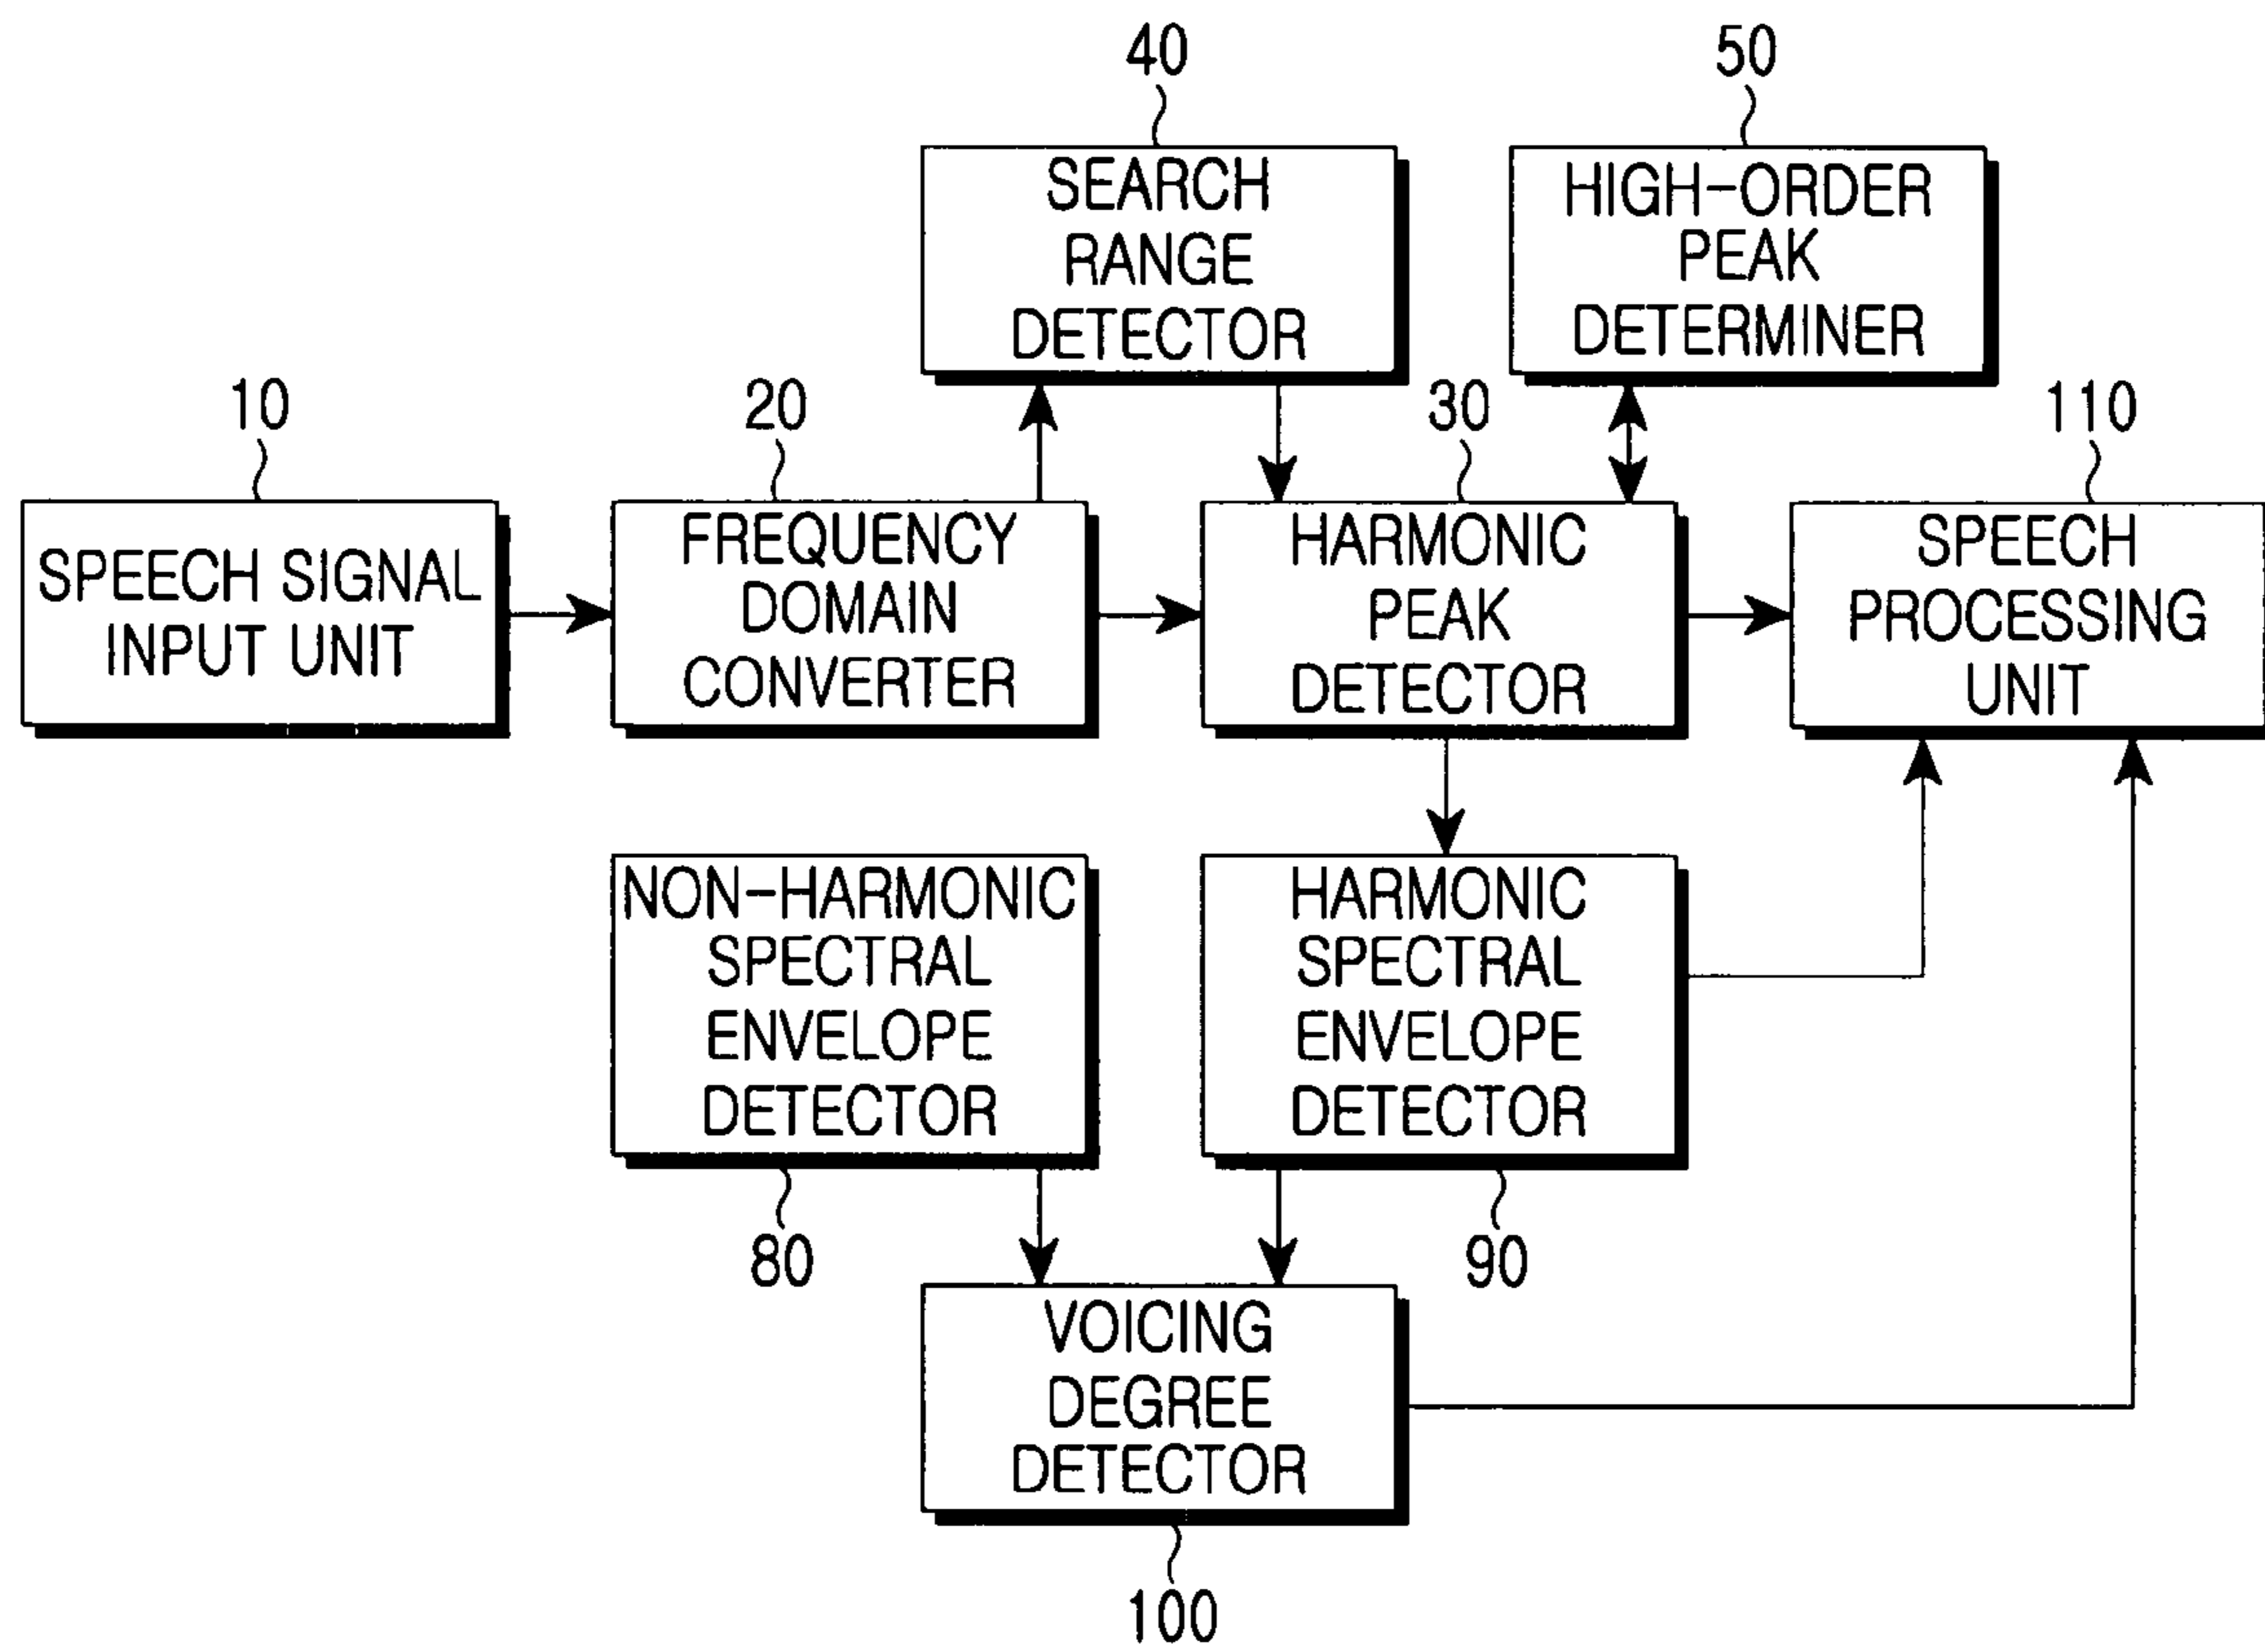 40
50
SEARCH
RANGE
DETECTOR
HIGH-ORDER
PEAK
DETERMINER
10
20
30
110
SPEECH SIGNAL
INPUT UNIT
FREQUENCY
DOMAIN
CONVERTER
HARMONIC
PEAK
DETECTOR
SPEECH
PROCESSING
UNIT
NON-HARMONIC
SPECTRAL
ENVELOPE
DETECTOR
HARMONIC
SPECTRAL
ENVELOPE
DETECTOR
80
90
VOICING
DEGREE
DETECTOR
100